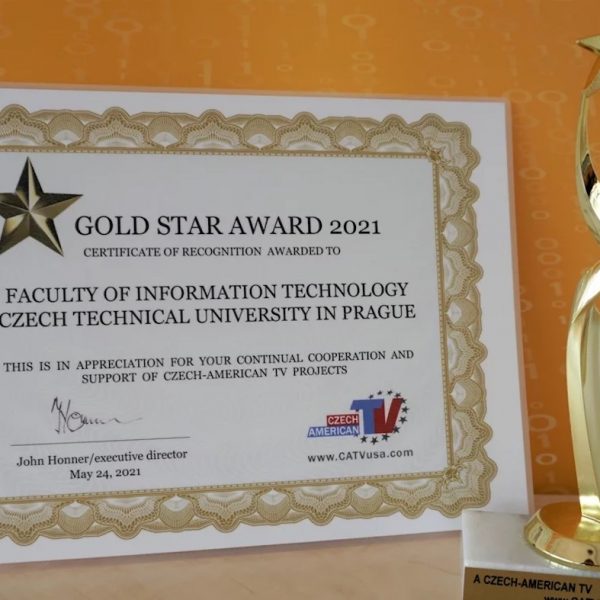 GOLD STAR AWARD 2021
CERTIFICATE OF RECOGNITION AWARDED TO
FACULTY OF INFORMATION TECHNOLOGY
CZECH TECHNICAL UNIVERSITY IN PRAGUE
THIS IS IN APPRECIATION FOR YOUR CONTINUAL COOPERATION AND
SUPPORT OF CZECH-AMERICAN TV PROJECTS
John Honner/executive director
May 24, 2021
CZECH
AMERICAN
TV
www.CATVusa.com
A CZECH-AMERICAN TV